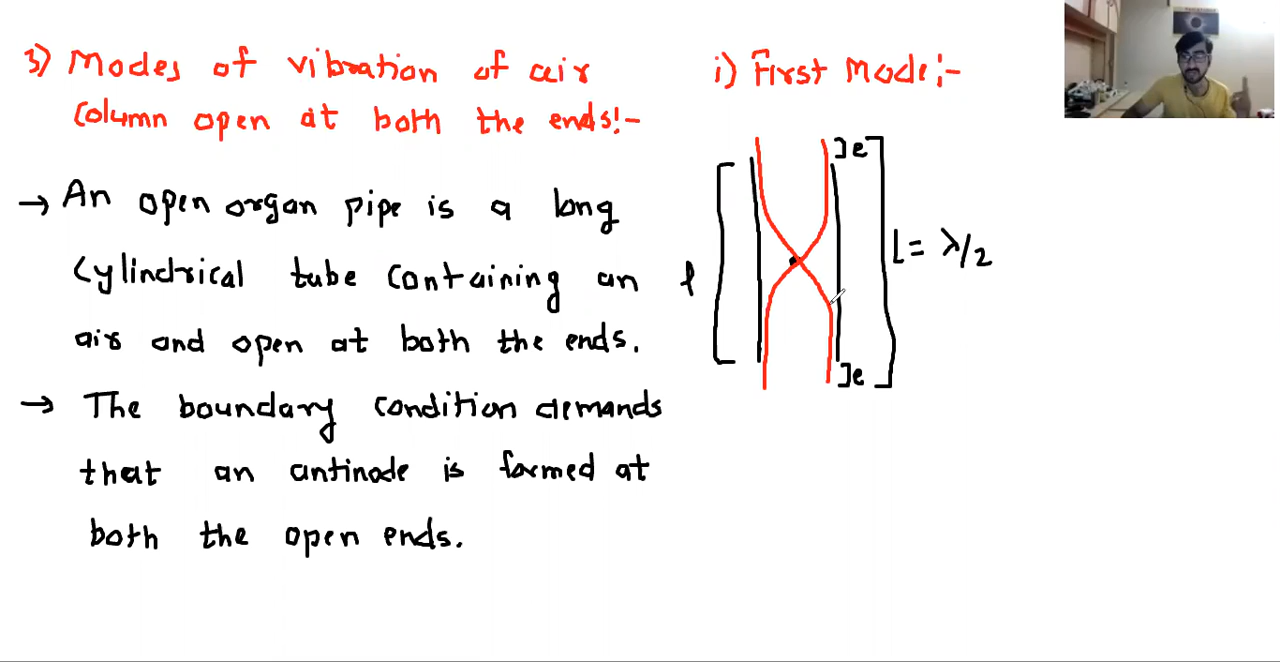 3) Modes of vibration of air
column open at both the ends:-
→ An open organ pipe is a long
cylindrical tube containing an
air and open at both the ends.
→ The boundary condition demands
that an antinode is formed at
both the open ends.
i) First Mode:-
]e
l
L = λ/2
]e